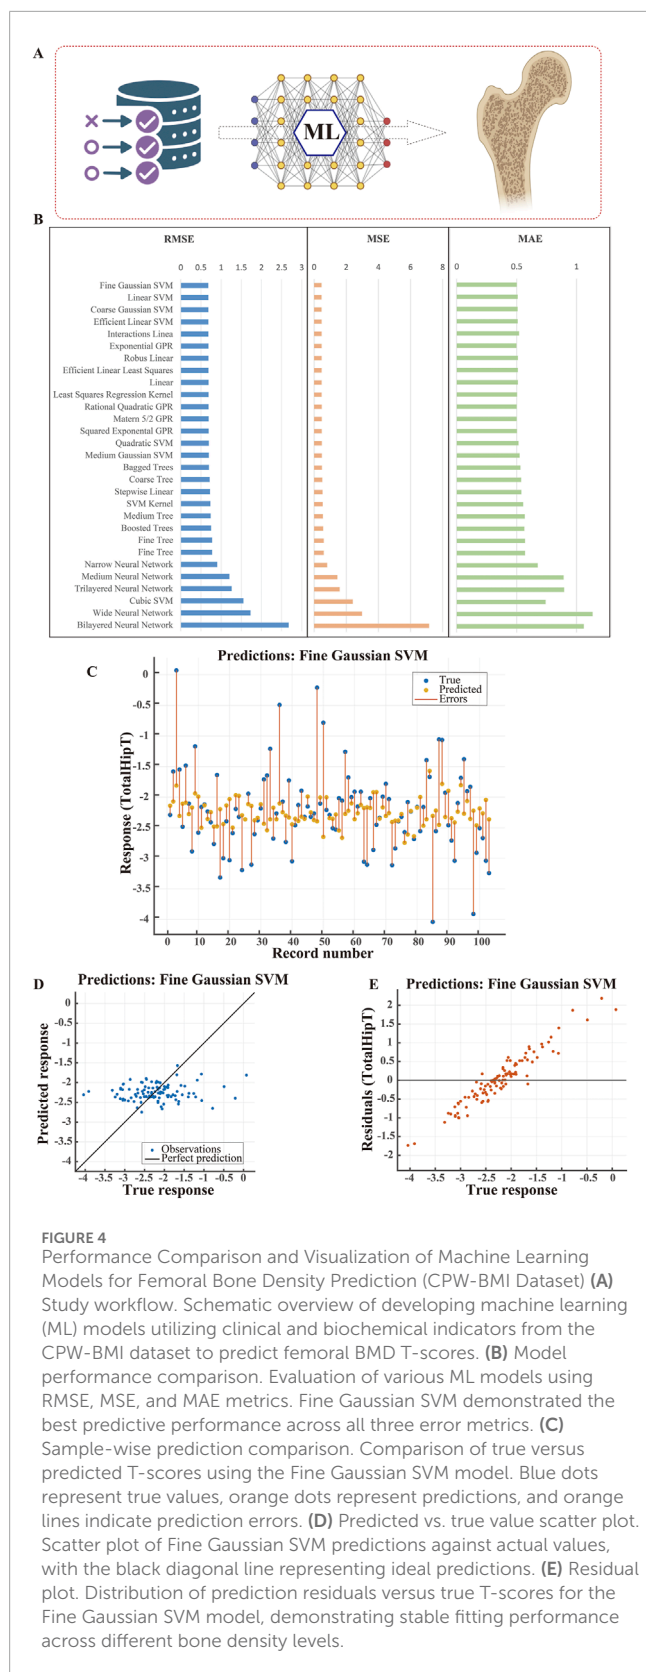 A
ML
B
RMSE MSE MAE
0 0.5 1 1.5 2 2.5 3 0 2 4 6 8 0 0.5 1
Fine Gaussian SVM
Linear SVM
Coarse Gaussian SVM
Efficient Linear SVM
Interactions Linea
Exponential GPR
Robus Linear
Efficient Linear Least Squares
Linear
Least Squares Regression Kernel
Rational Quadratic GPR
Matern 5/2 GPR
Squared Exponental GPR
Quadratic SVM
Medium Gaussian SVM
Bagged Trees
Coarse Tree
Stepwise Linear
SVM Kernel
Medium Tree
Boosted Trees
Fine Tree
Fine Tree
Narrow Neural Network
Medium Neural Network
Trilayered Neural Network
Cubic SVM
Wide Neural Network
Bilayered Neural Network
C
Predictions: Fine Gaussian SVM
True
Predicted
Errors
Response (TotalHipT)
0
-0.5
-1
-1.5
-2
-2.5
-3
-3.5
-4
0 10 20 30 40 50 60 70 80 90 100
Record number
D
Predictions: Fine Gaussian SVM
Predicted response
0
-0.5
-1
-1.5
-2
-2.5
-3
-3.5
-4
Observations
Perfect prediction
-4 -3.5 -3 -2.5 -2 -1.5 -1 -0.5 0
True response
E
Predictions: Fine Gaussian SVM
Residuals (TotalHipT)
2
1.5
1
0.5
0
-0.5
-1
-1.5
-2
-4 -3.5 -3 -2.5 -2 -1.5 -1 -0.5 0
True response
FIGURE 4
Performance Comparison and Visualization of Machine Learning
Models for Femoral Bone Density Prediction (CPW-BMI Dataset) (A)
Study workflow. Schematic overview of developing machine learning
(ML) models utilizing clinical and biochemical indicators from the
CPW-BMI dataset to predict femoral BMD T-scores. (B) Model
performance comparison. Evaluation of various ML models using
RMSE, MSE, and MAE metrics. Fine Gaussian SVM demonstrated the
best predictive performance across all three error metrics. (C)
Sample-wise prediction comparison. Comparison of true versus
predicted T-scores using the Fine Gaussian SVM model. Blue dots
represent true values, orange dots represent predictions, and orange
lines indicate prediction errors. (D) Predicted vs. true value scatter plot.
Scatter plot of Fine Gaussian SVM predictions against actual values,
with the black diagonal line representing ideal predictions. (E) Residual
plot. Distribution of prediction residuals versus true T-scores for the
Fine Gaussian SVM model, demonstrating stable fitting performance
across different bone density levels.